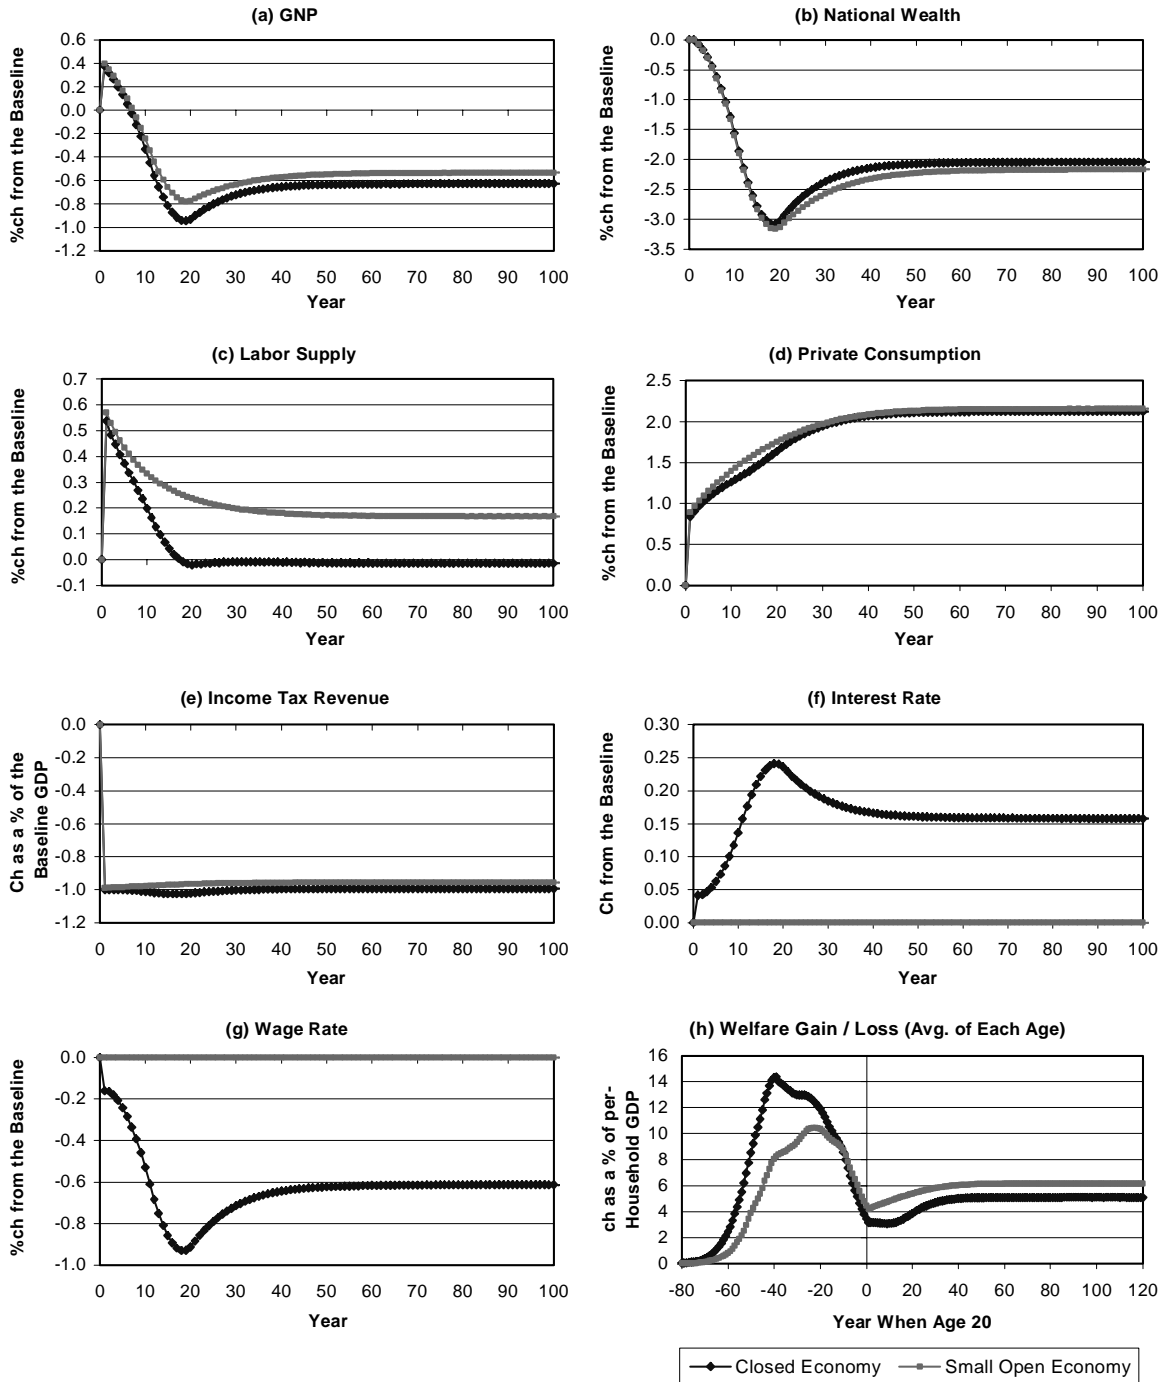 (a) GNP
%ch from the Baseline
0.6
0.4
0.2
0.0
-0.2
-0.4
-0.6
-0.8
-1.0
-1.2
0 10 20 30 40 50 60 70 80 90 100
Year
(b) National Wealth
%ch from the Baseline
0.0
-0.5
-1.0
-1.5
-2.0
-2.5
-3.0
-3.5
0 10 20 30 40 50 60 70 80 90 100
Year
(c) Labor Supply
%ch from the Baseline
0.7
0.6
0.5
0.4
0.3
0.2
0.1
0.0
-0.1
0 10 20 30 40 50 60 70 80 90 100
Year
(d) Private Consumption
%ch from the Baseline
2.5
2.0
1.5
1.0
0.5
0.0
0 10 20 30 40 50 60 70 80 90 100
Year
(e) Income Tax Revenue
Ch as a % of the
Baseline GDP
0.0
-0.2
-0.4
-0.6
-0.8
-1.0
-1.2
0 10 20 30 40 50 60 70 80 90 100
Year
(f) Interest Rate
Ch from the Baseline
0.30
0.25
0.20
0.15
0.10
0.05
0.00
0 10 20 30 40 50 60 70 80 90 100
Year
(g) Wage Rate
%ch from the Baseline
0.0
-0.2
-0.4
-0.6
-0.8
-1.0
0 10 20 30 40 50 60 70 80 90 100
Year
(h) Welfare Gain / Loss (Avg. of Each Age)
ch as a % of per-
Household GDP
16
14
12
10
8
6
4
2
0
-80 -60 -40 -20 0 20 40 60 80 100 120
Year When Age 20
Closed Economy Small Open Economy